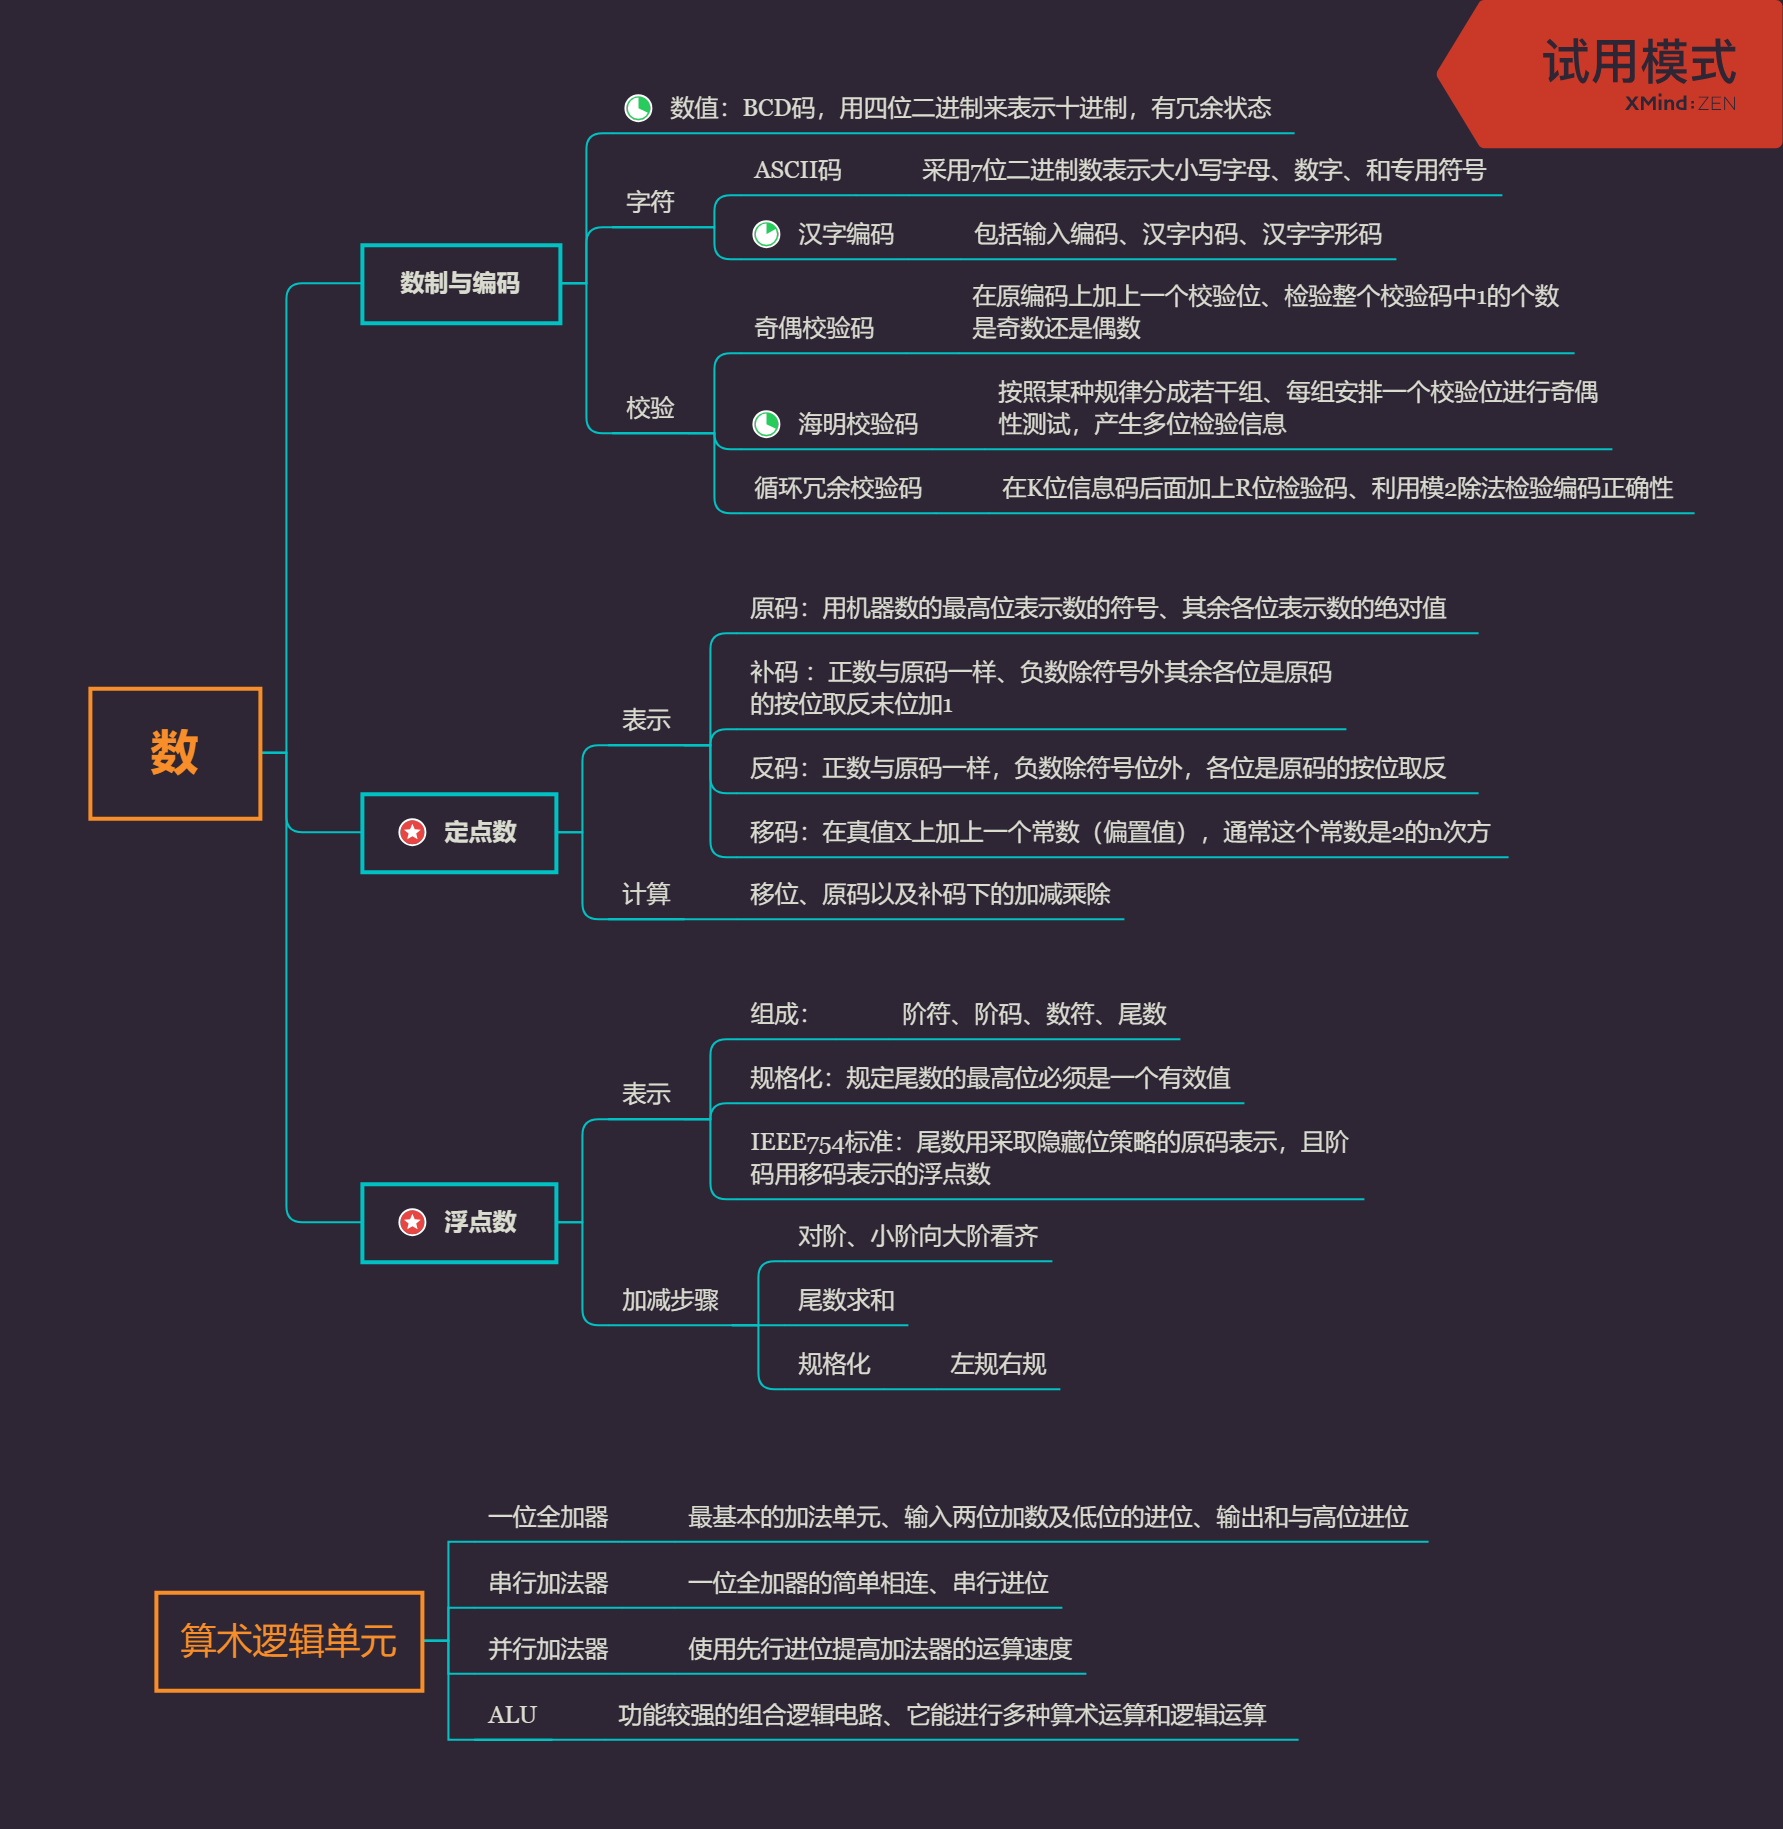 试用模式
XMind:ZEN
数值：BCD码，用四位二进制来表示十进制，有冗余状态
ASCII码 采用7位二进制数表示大小写字母、数字、和专用符号
字符
汉字编码 包括输入编码、汉字内码、汉字字形码
数制与编码
在原编码上加上一个校验位、检验整个校验码中1的个数
奇偶校验码 是奇数还是偶数
校验
按照某种规律分成若干组、每组安排一个校验位进行奇偶
海明校验码 性测试，产生多位检验信息
循环冗余校验码 在K位信息码后面加上R位检验码、利用模2除法检验编码正确性
原码：用机器数的最高位表示数的符号、其余各位表示数的绝对值
补码 ：正数与原码一样、负数除符号外其余各位是原码
的按位取反末位加1
表示
数
反码：正数与原码一样，负数除符号位外，各位是原码的按位取反
定点数
移码：在真值X上加上一个常数（偏置值），通常这个常数是2的n次方
计算 移位、原码以及补码下的加减乘除
组成： 阶符、阶码、数符、尾数
规格化：规定尾数的最高位必须是一个有效值
表示
IEEE754标准：尾数用采取隐藏位策略的原码表示，且阶
码用移码表示的浮点数
浮点数
对阶、小阶向大阶看齐
加减步骤 尾数求和
规格化 左规右规
一位全加器 最基本的加法单元、输入两位加数及低位的进位、输出和与高位进位
串行加法器 一位全加器的简单相连、串行进位
算术逻辑单元
并行加法器 使用先行进位提高加法器的运算速度
ALU 功能较强的组合逻辑电路、它能进行多种算术运算和逻辑运算